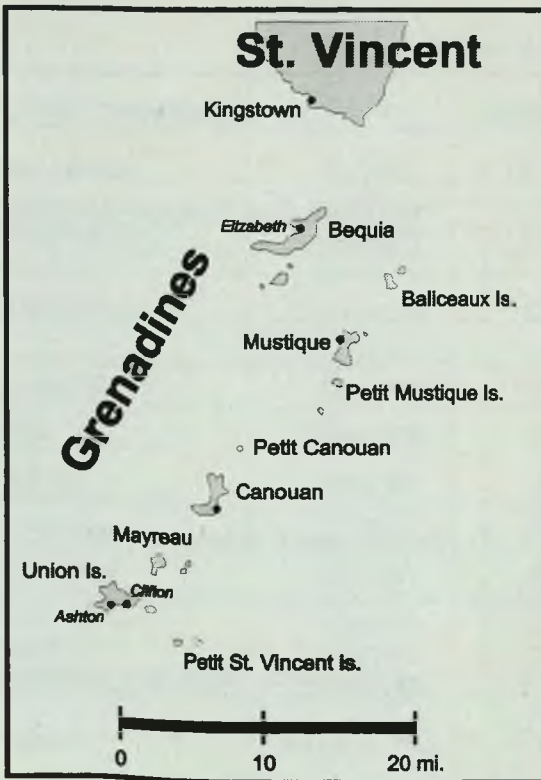 St. Vincent
Kingstown
Elizabeth
Bequia
Grenadines
Baliceaux Is.
Mustique
Petit Mustique Is.
Petit Canouan
Canouan
Mayreau
Union Is.
Clifton
Ashton
Petit St. Vincent is.
0 10 20 mi.